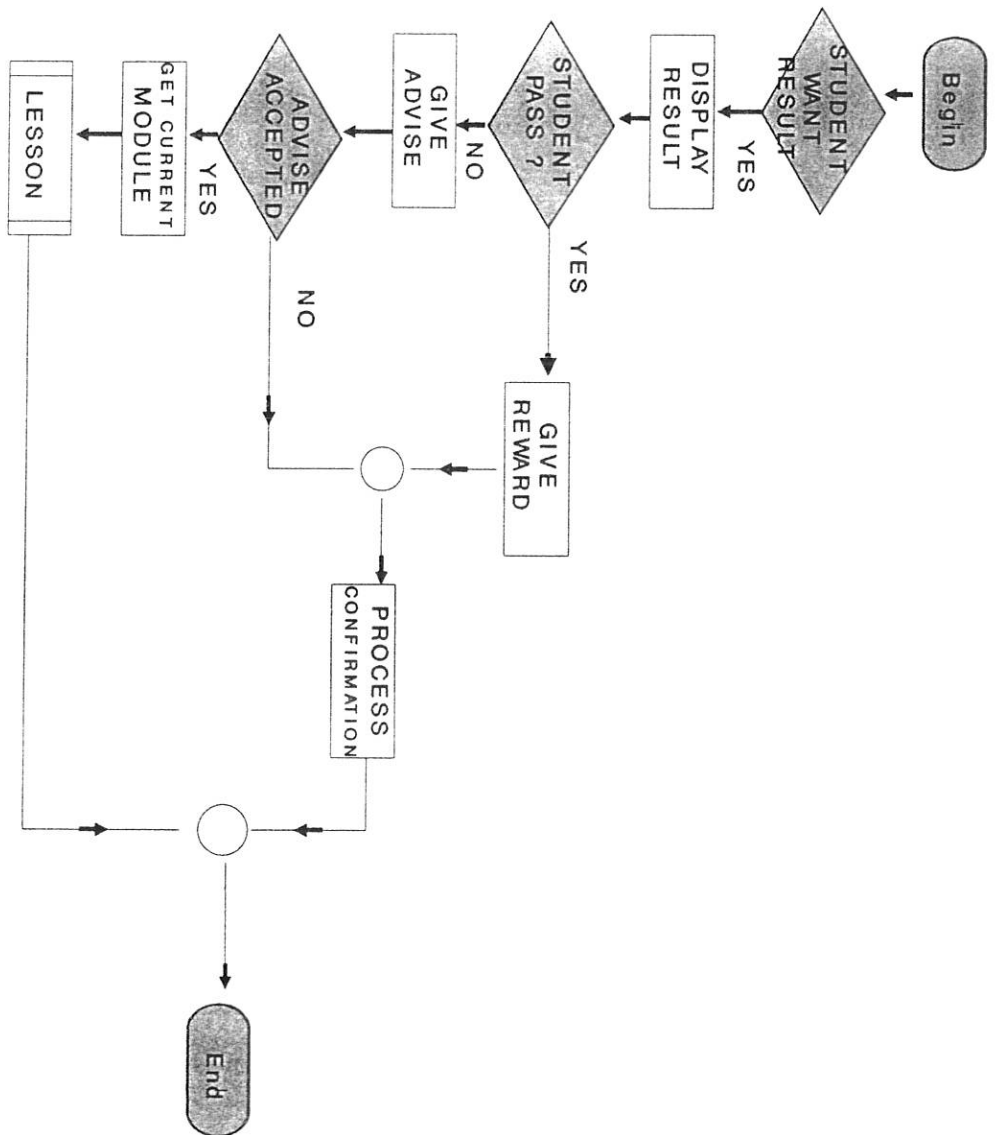 Begin
STUDENT
WANT
RESULT
YES
DISPLAY
RESULT
STUDENT
PASS ?
YES
NO
GIVE
REWARD
GIVE
ADVISE
ADVISE
ACCEPTED
NO
YES
GET CURRENT
MODULE
LESSON
PROCESS
CONFIRMATION
End